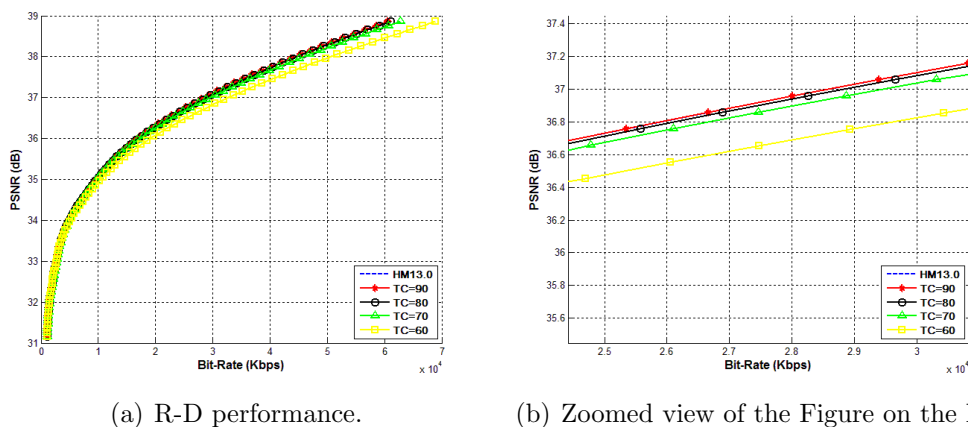 39
38
37
36
35
34
33
32
31
PSNR (dB)
0 1 2 3 4 5 6 7
x 10⁴
Bit-Rate (Kbps)
HM13.0
TC=90
TC=80
TC=70
TC=60
(a) R-D performance.
37.4
37.2
37
36.8
36.6
36.4
36.2
36
35.8
35.6
PSNR (dB)
2.5 2.6 2.7 2.8 2.9 3
x 10⁴
Bit-Rate (Kbps)
HM13.0
TC=90
TC=80
TC=70
TC=60
(b) Zoomed view of the Figure on the